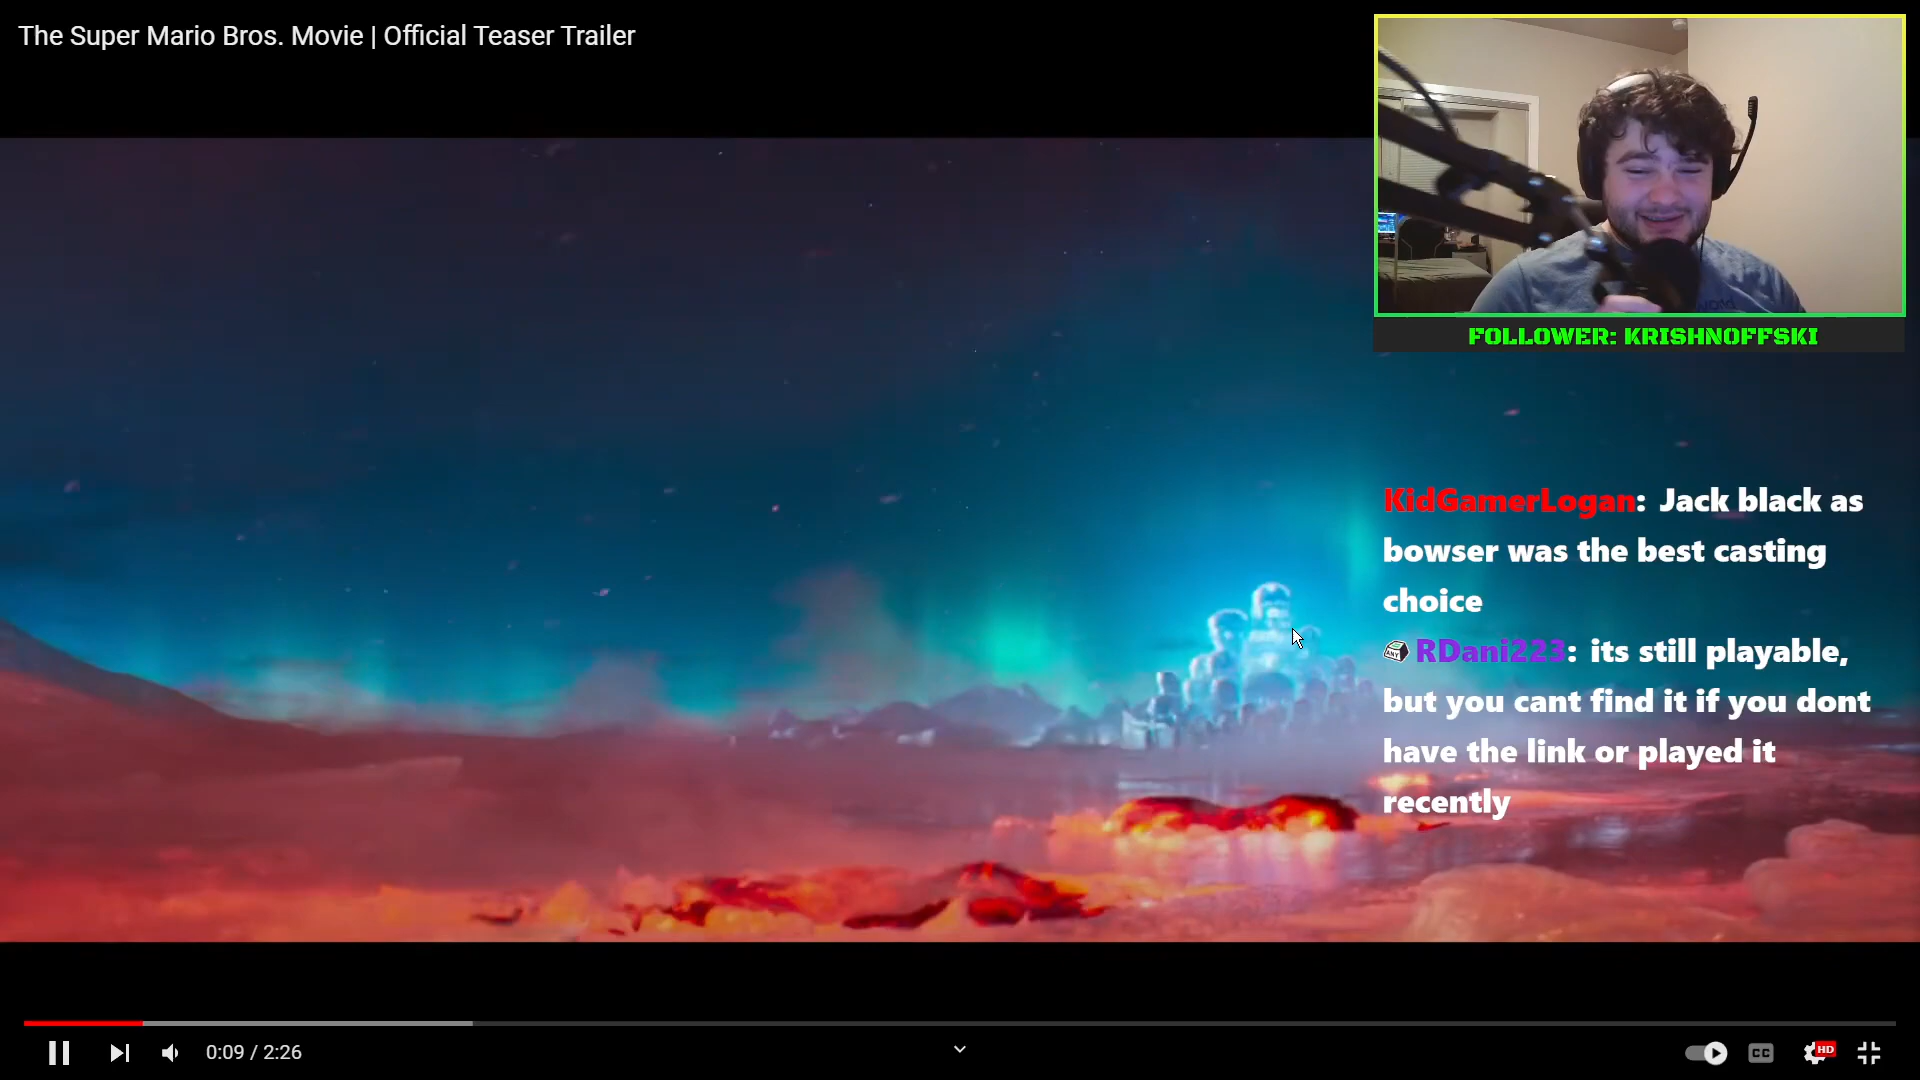 The Super Mario Bros. Movie | Official Teaser Trailer
FOLLOWER: KRISHNOFFSKI
KidGamerLogan: Jack black as
bowser was the best casting
choice
ANY RDani223: its still playable,
but you cant find it if you dont
have the link or played it
recently
0:09 / 2:26
CC
HD